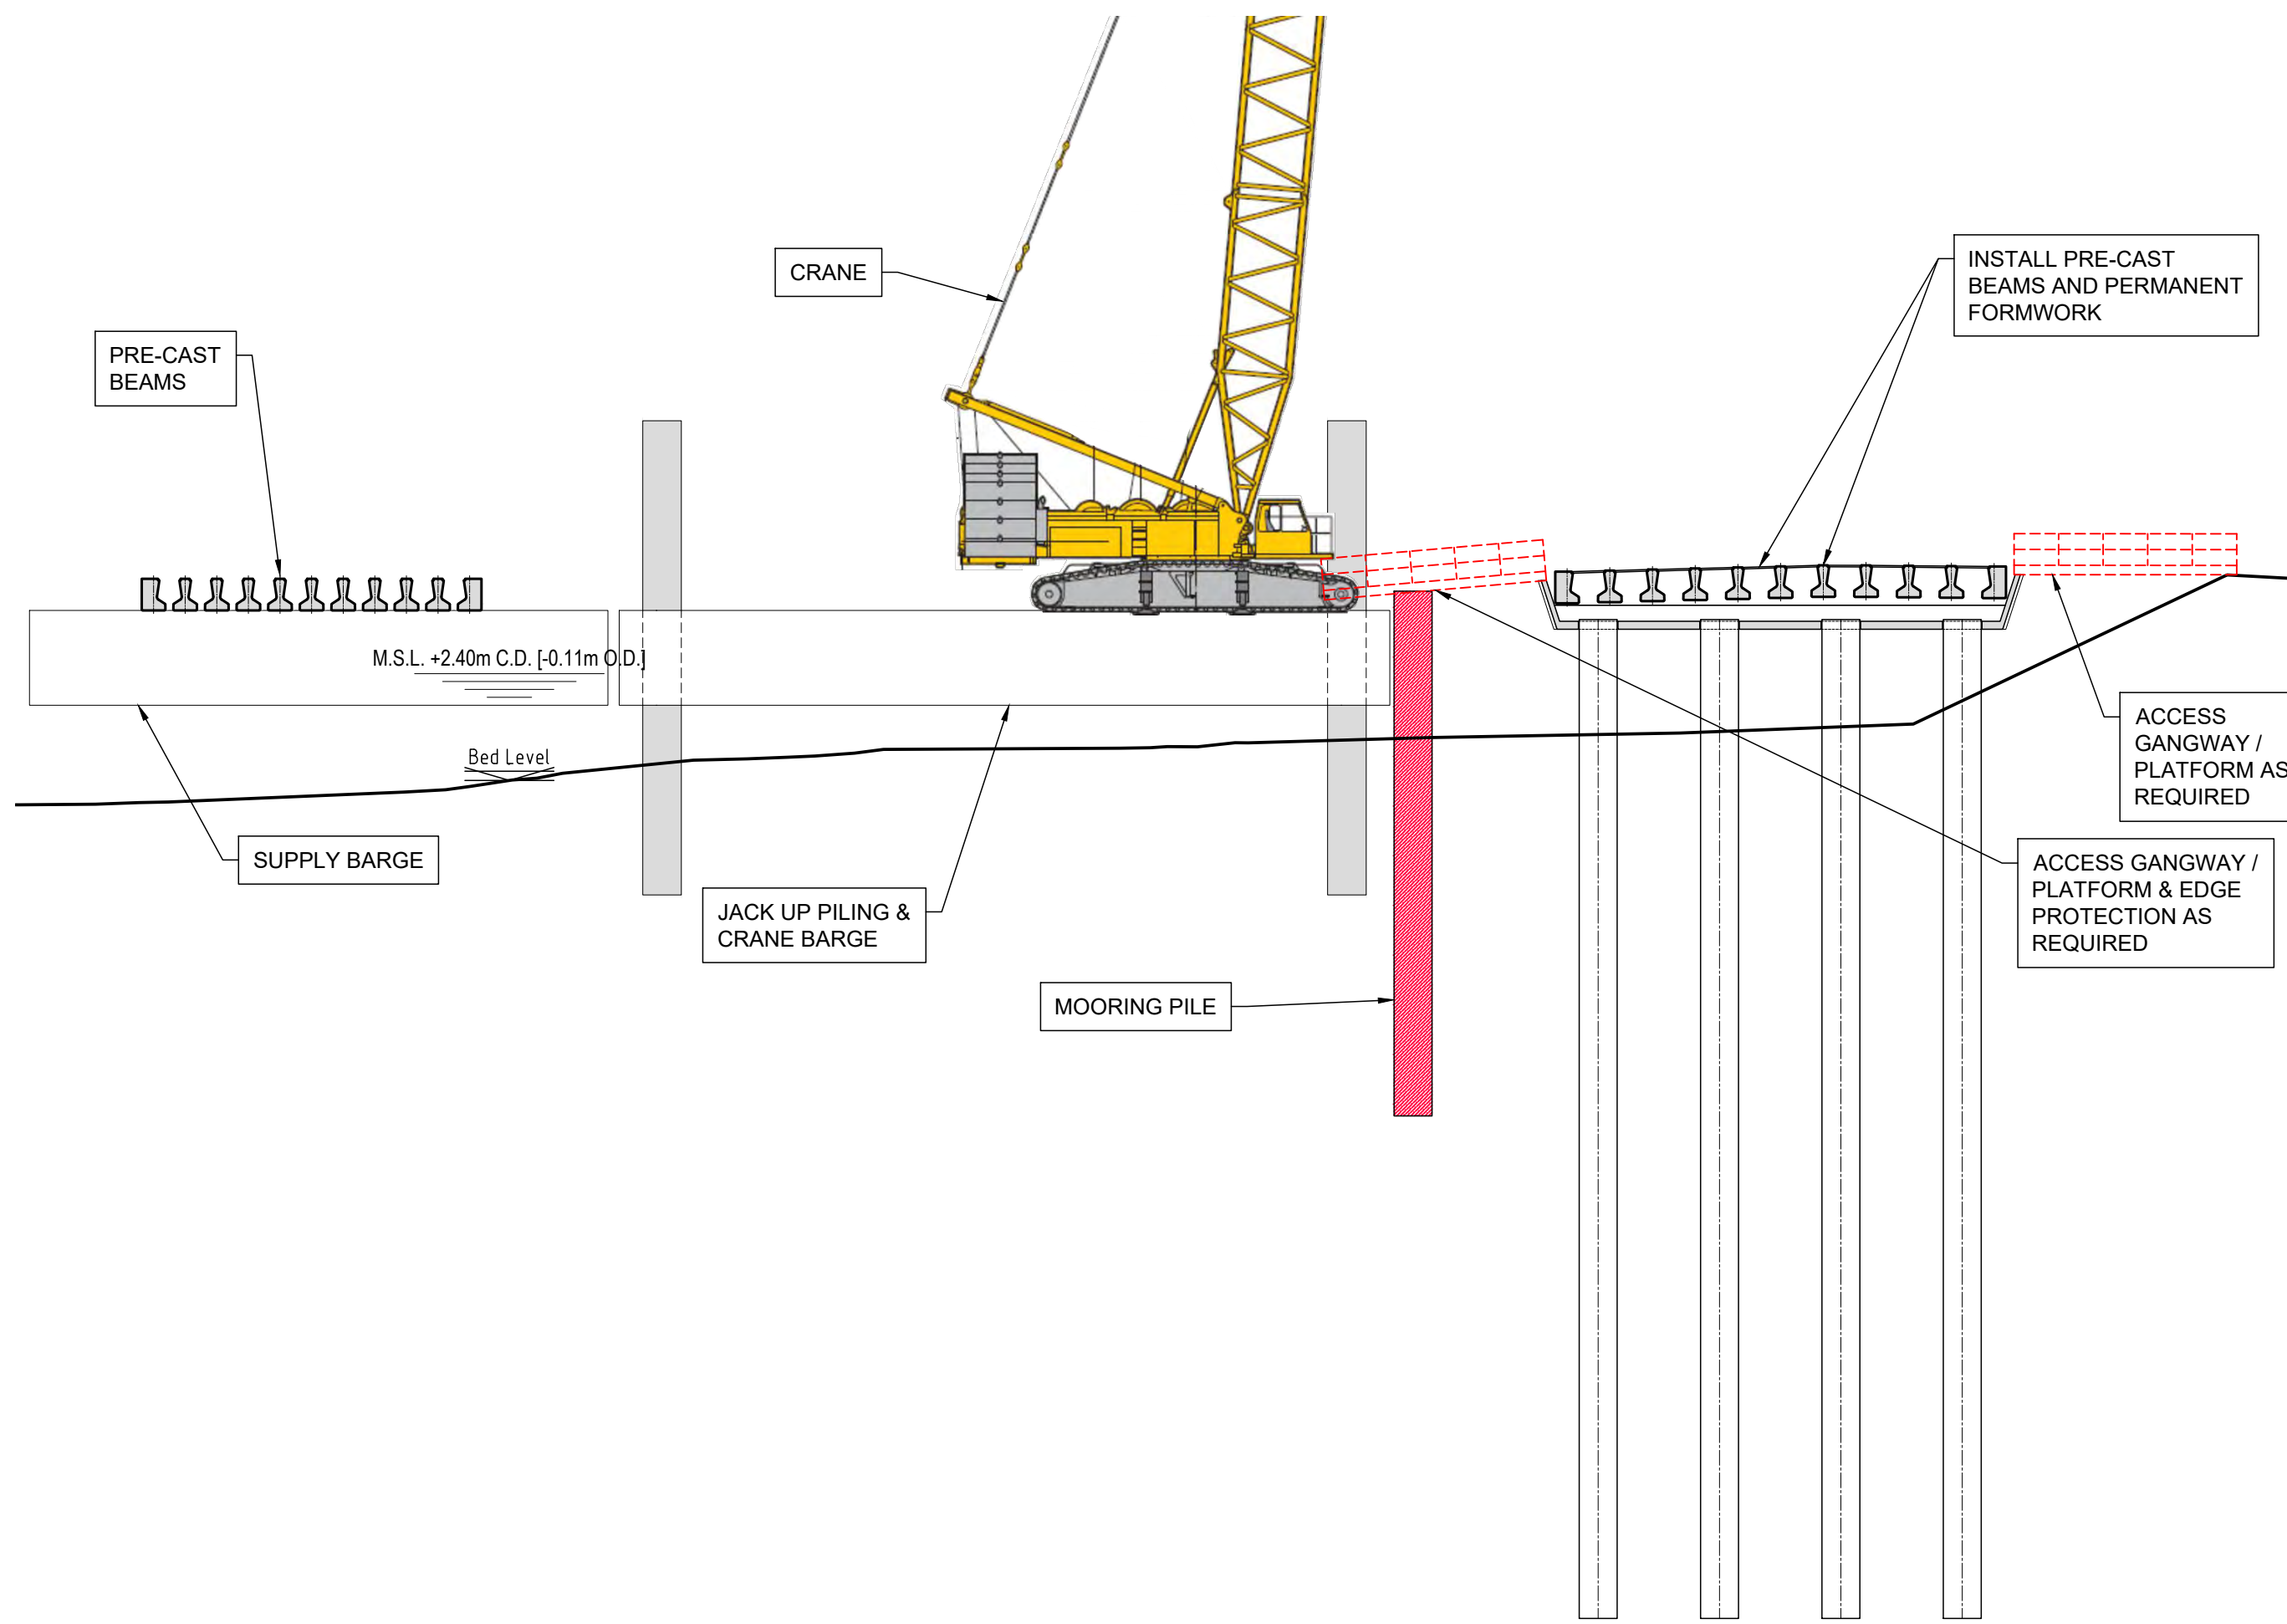 CRANE
INSTALL PRE-CAST
BEAMS AND PERMANENT
FORMWORK
PRE-CAST
BEAMS
M.S.L. +2.40m C.D. [-0.11m O.D.]
Bed Level
SUPPLY BARGE
JACK UP PILING &
CRANE BARGE
MOORING PILE
ACCESS
GANGWAY /
PLATFORM AS
REQUIRED
ACCESS GANGWAY /
PLATFORM & EDGE
PROTECTION AS
REQUIRED